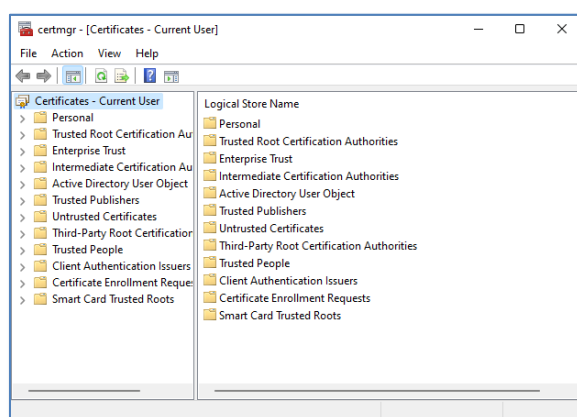 certmgr - [Certificates - Current User]
File Action View Help
Certificates - Current User
Personal
Trusted Root Certification Au
Enterprise Trust
Intermediate Certification Au
Active Directory User Object
Trusted Publishers
Untrusted Certificates
Third-Party Root Certification
Trusted People
Client Authentication Issuers
Certificate Enrollment Reque
Smart Card Trusted Roots
Logical Store Name
Personal
Trusted Root Certification Authorities
Enterprise Trust
Intermediate Certification Authorities
Active Directory User Object
Trusted Publishers
Untrusted Certificates
Third-Party Root Certification Authorities
Trusted People
Client Authentication Issuers
Certificate Enrollment Requests
Smart Card Trusted Roots